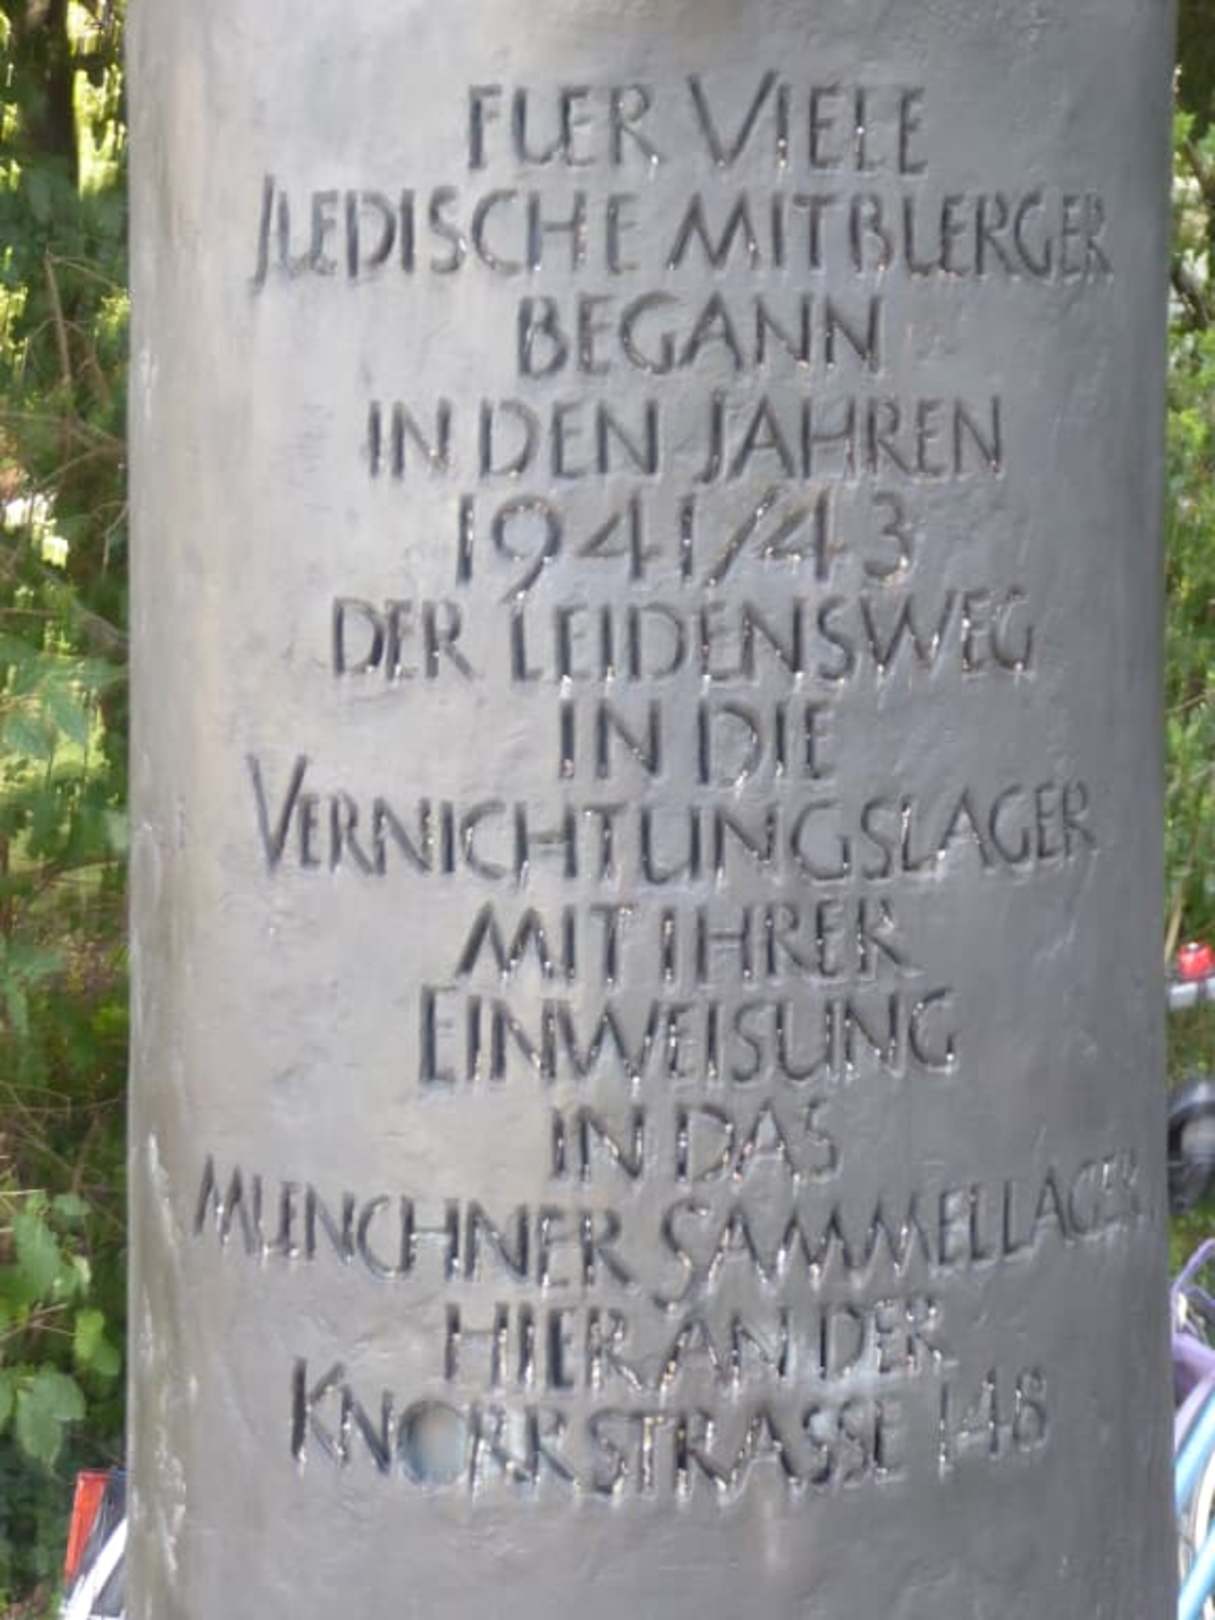 FUER VIELE
JUEDISCHE MITBUERGER
BEGANN
IN DEN JAHREN
1941/43
DER LEIDENSWEG
IN DIE
VERNICHTUNGSLAGER
MIT IHRER
EINWEISUNG
IN DAS
MUENCHNER SAMMELLAGER
HIER AN DER
KNORRSTRASSE 148